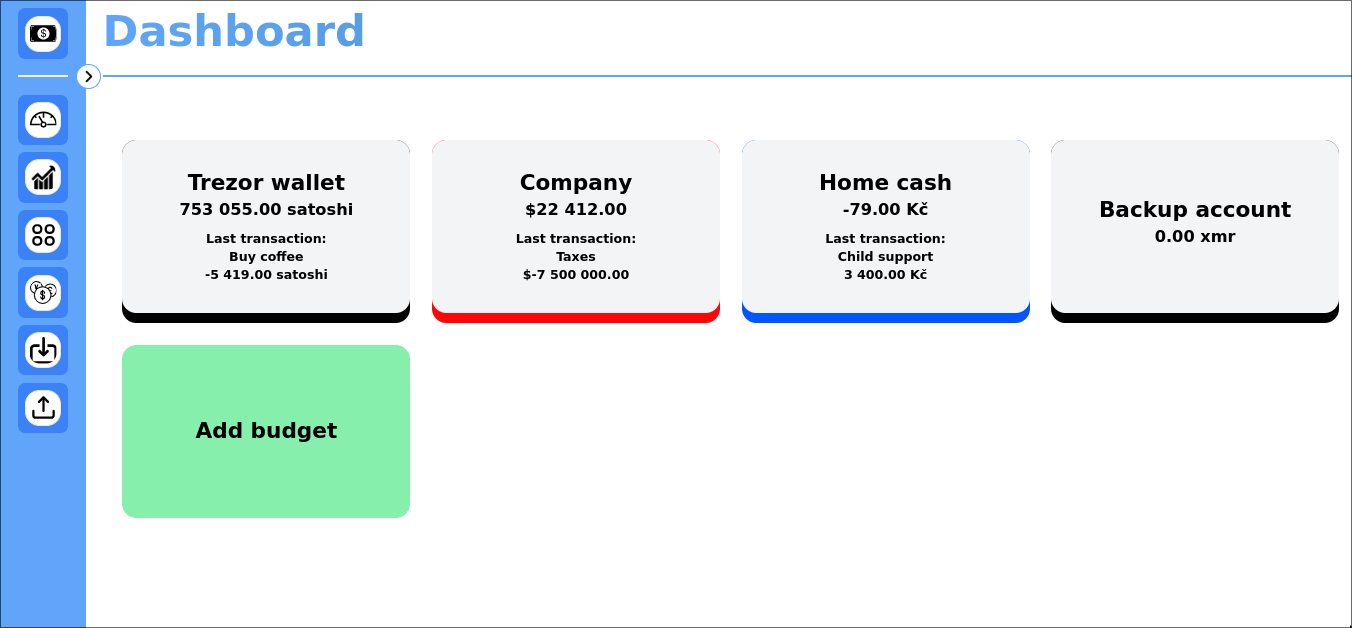 Dashboard
Trezor wallet
753 055.00 satoshi
Last transaction:
Buy coffee
-5 419.00 satoshi
Company
$22 412.00
Last transaction:
Taxes
$-7 500 000.00
Home cash
-79.00 Kč
Last transaction:
Child support
3 400.00 Kč
Backup account
0.00 xmr
Add budget